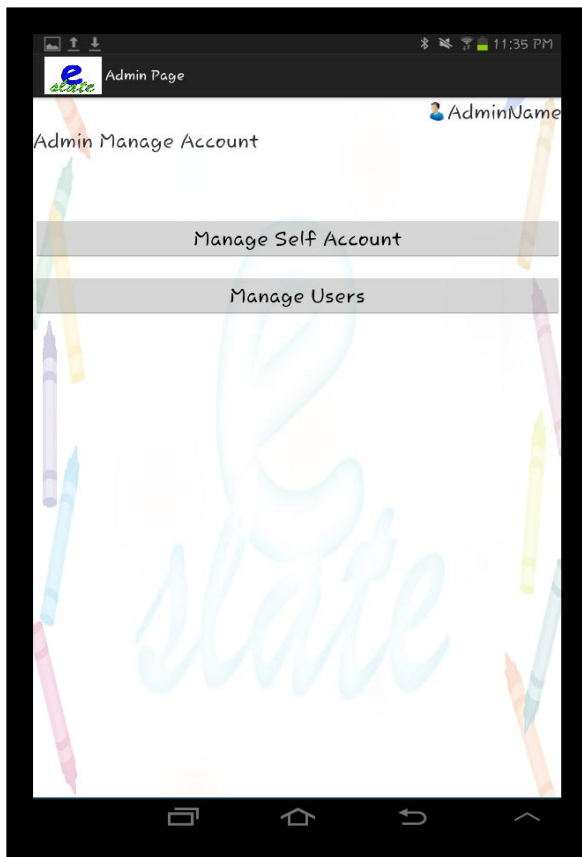 11:35 PM
e slate Admin Page
AdminName
Admin Manage Account
Manage Self Account
Manage Users
e
slate